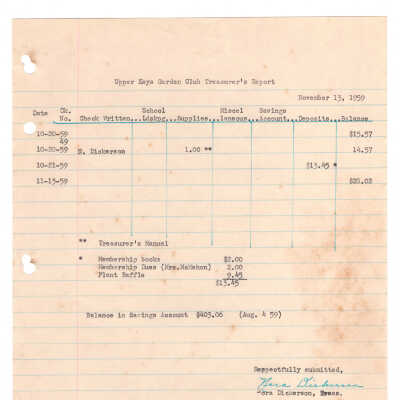 Upper Keys Garden Club Treasurer's Report
November 13, 1959
Ck. School Miscel Savings
Date No. Check Written...Ldskpg...Supplies...laneous...Account...Deposits...Balance
10-20-59 $15.57
49
10-20-59 N. Dickerson 1.00 ** 14.57
10-21-59 $13.45 *
11-13-59 $28.02
** Treasurer's Manual
* Membership books $2.00
Membership Dues (Mrs.McMahon) 2.00
Plant Raffle 9.45
$13.45
Balance in Savings Account $403.06 (Aug. 4 59)
Respectfully submitted,
Dickerson
Dickerson, Treas.